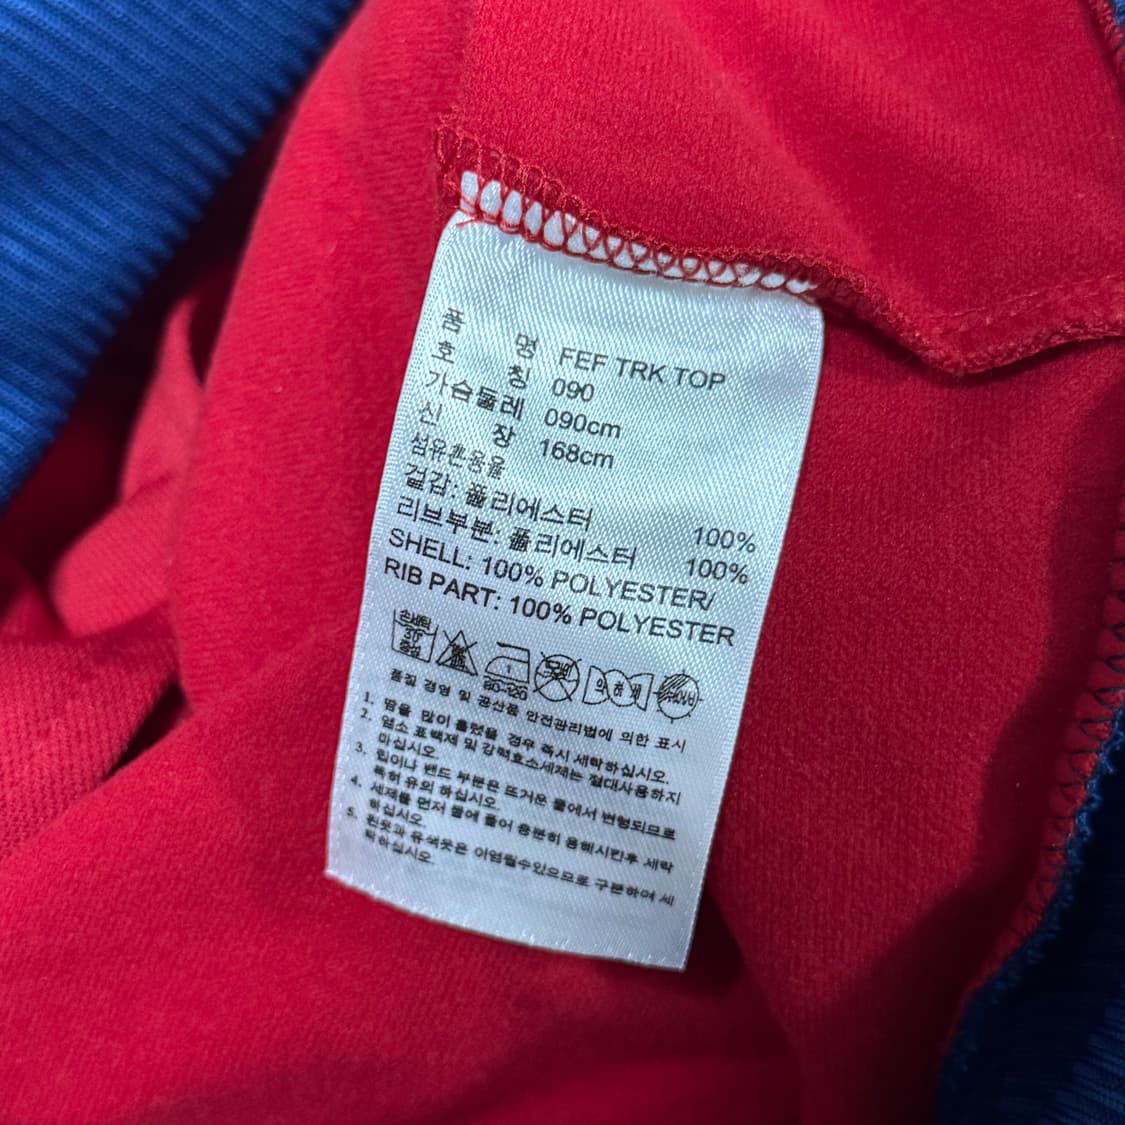 품 명 FEF TRK TOP
호 칭 090
가슴둘레 090cm
신 장 168cm
섬유혼용율
겉감: 폴리에스터 100%
리브부분: 폴리에스터 100%
SHELL: 100% POLYESTER/
RIB PART: 100% POLYESTER
손세탁
30
중성
80-120
품질 경영 및 공산품 안전관리법에 의한 표시
1. 땀을 많이 흘렸을 경우 즉시 세탁하십시오.
2. 염소 표백제 및 강력효소세제는 절대사용하지
마십시오.
3. 립이나 밴드 부분은 뜨거운 물에서 변형되므로
특히 유의 하십시오.
4. 세제를 먼저 물에 풀어 충분히 용해시킨후 세탁
하십시오.
5. 흰옷과 유색옷은 이염될수있으므로 구분하여 세
탁하십시오.